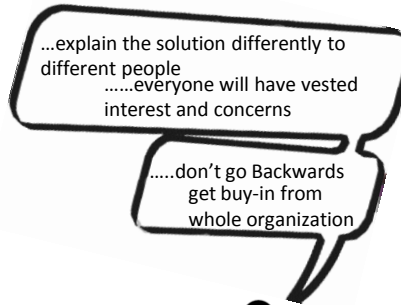 ...explain the solution differently to
different people
......everyone will have vested
interest and concerns
.....don’t go Backwards
get buy-in from
whole organization